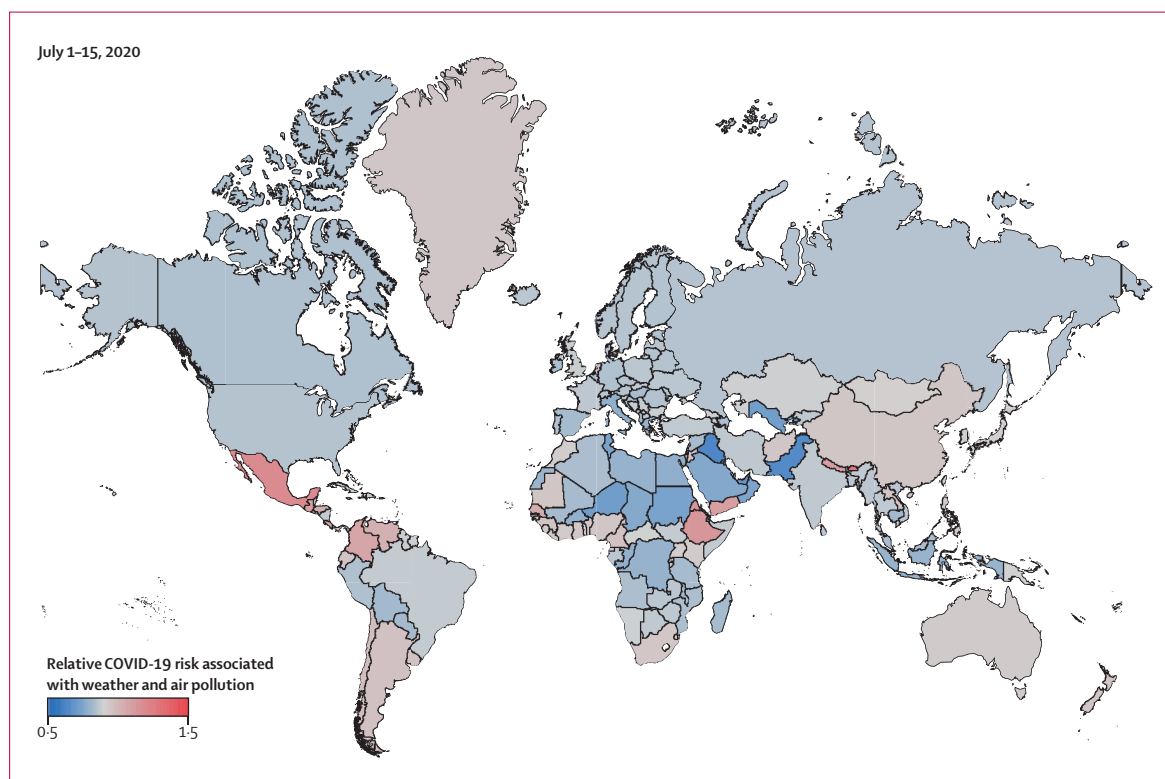 July 1–15, 2020
Relative COVID-19 risk associated
with weather and air pollution
0·5
1·5